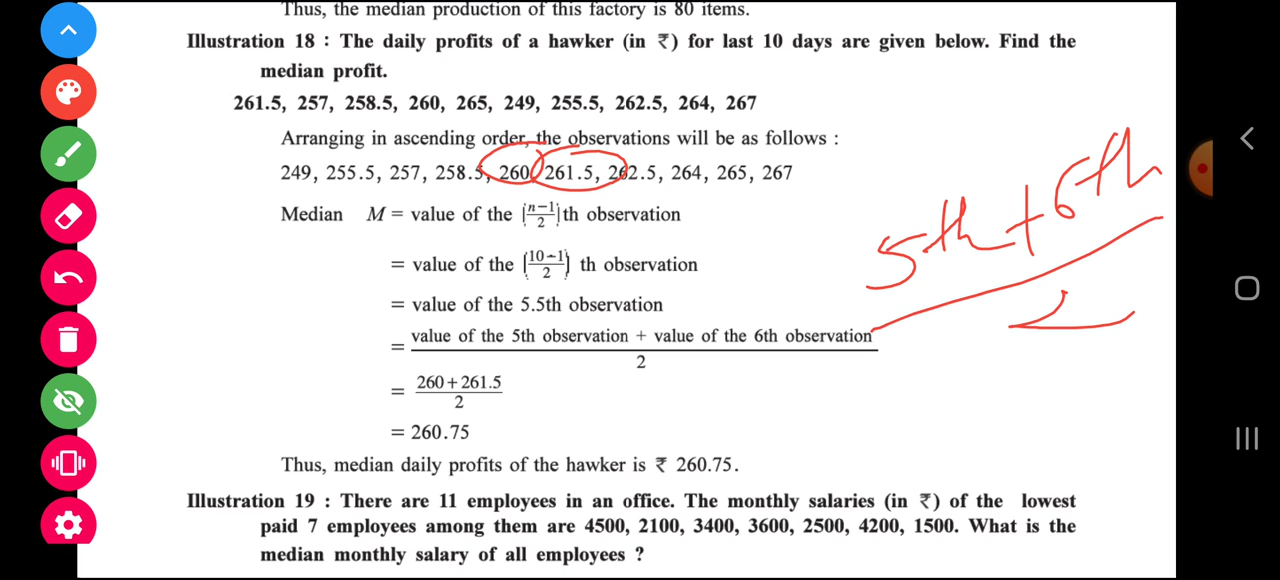 Thus, the median production of this factory is 80 items.
Illustration 18 : The daily profits of a hawker (in ₹) for last 10 days are given below. Find the
median profit.
261.5, 257, 258.5, 260, 265, 249, 255.5, 262.5, 264, 267
Arranging in ascending order, the observations will be as follows :
249, 255.5, 257, 258.5, 260, 261.5, 262.5, 264, 265, 267
Median M = value of the (n−1/2)th observation
= value of the (10−1/2) th observation
= value of the 5.5th observation
= value of the 5th observation + value of the 6th observation / 2
= 260+261.5 / 2
= 260.75
Thus, median daily profits of the hawker is ₹ 260.75.
Illustration 19 : There are 11 employees in an office. The monthly salaries (in ₹) of the lowest
paid 7 employees among them are 4500, 2100, 3400, 3600, 2500, 4200, 1500. What is the
median monthly salary of all employees ?
5th + 6th
2